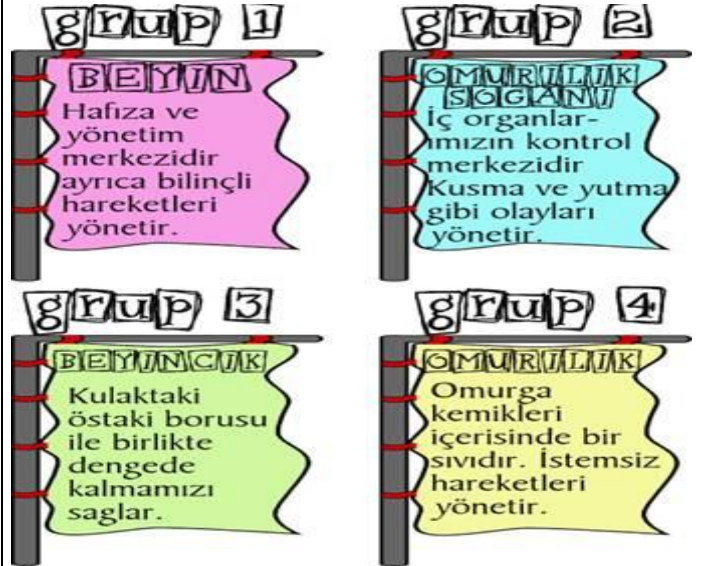 grup 1
BEYIN
Hafıza ve
yönetim
merkezidir
ayrıca bilinçli
hareketleri
yönetir.
grup 2
OMURILIK
SOGANI
İç organlar-
ımızın kontrol
merkezidir
Kusma ve yutma
gibi olayları
yönetir.
grup 3
BEYINCIK
Kulaktaki
östaki borusu
ile birlikte
dengede
kalmamızı
saglar.
grup 4
OMURILIK
Omurga
kemikleri
içerisinde bir
sıvıdır. İstemsiz
hareketleri
yönetir.